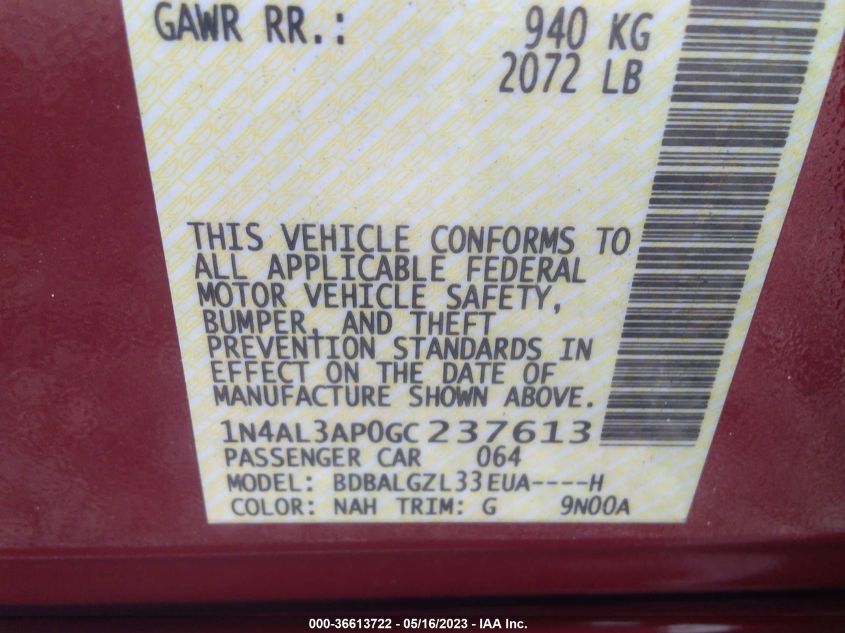 GAWR RR.: 940 KG
2072 LB
THIS VEHICLE CONFORMS TO
ALL APPLICABLE FEDERAL
MOTOR VEHICLE SAFETY,
BUMPER, AND THEFT
PREVENTION STANDARDS IN
EFFECT ON THE DATE OF
MANUFACTURE SHOWN ABOVE.
1N4AL3AP0GC237613
PASSENGER CAR 064
MODEL: BDBALGZL33EUA----H
COLOR: NAH TRIM: G 9N00A
000-36613722 - 05/16/2023 - IAA Inc.